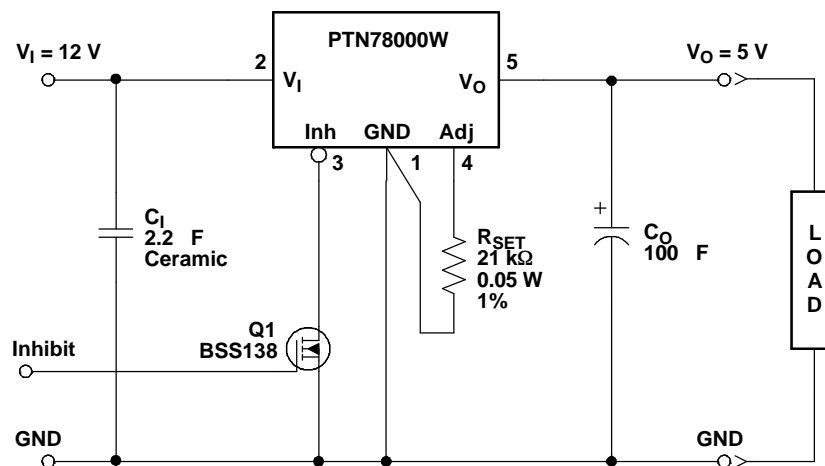 PTN78000W
V_I = 12 V
2
V_I
V_O
5
V_O = 5 V
Inh
GND
Adj
3
1
4
C_I
2.2 F
Ceramic
R_SET
21 kΩ
0.05 W
1%
+
C_O
100 F
L
O
A
D
Q1
BSS138
Inhibit
GND
GND